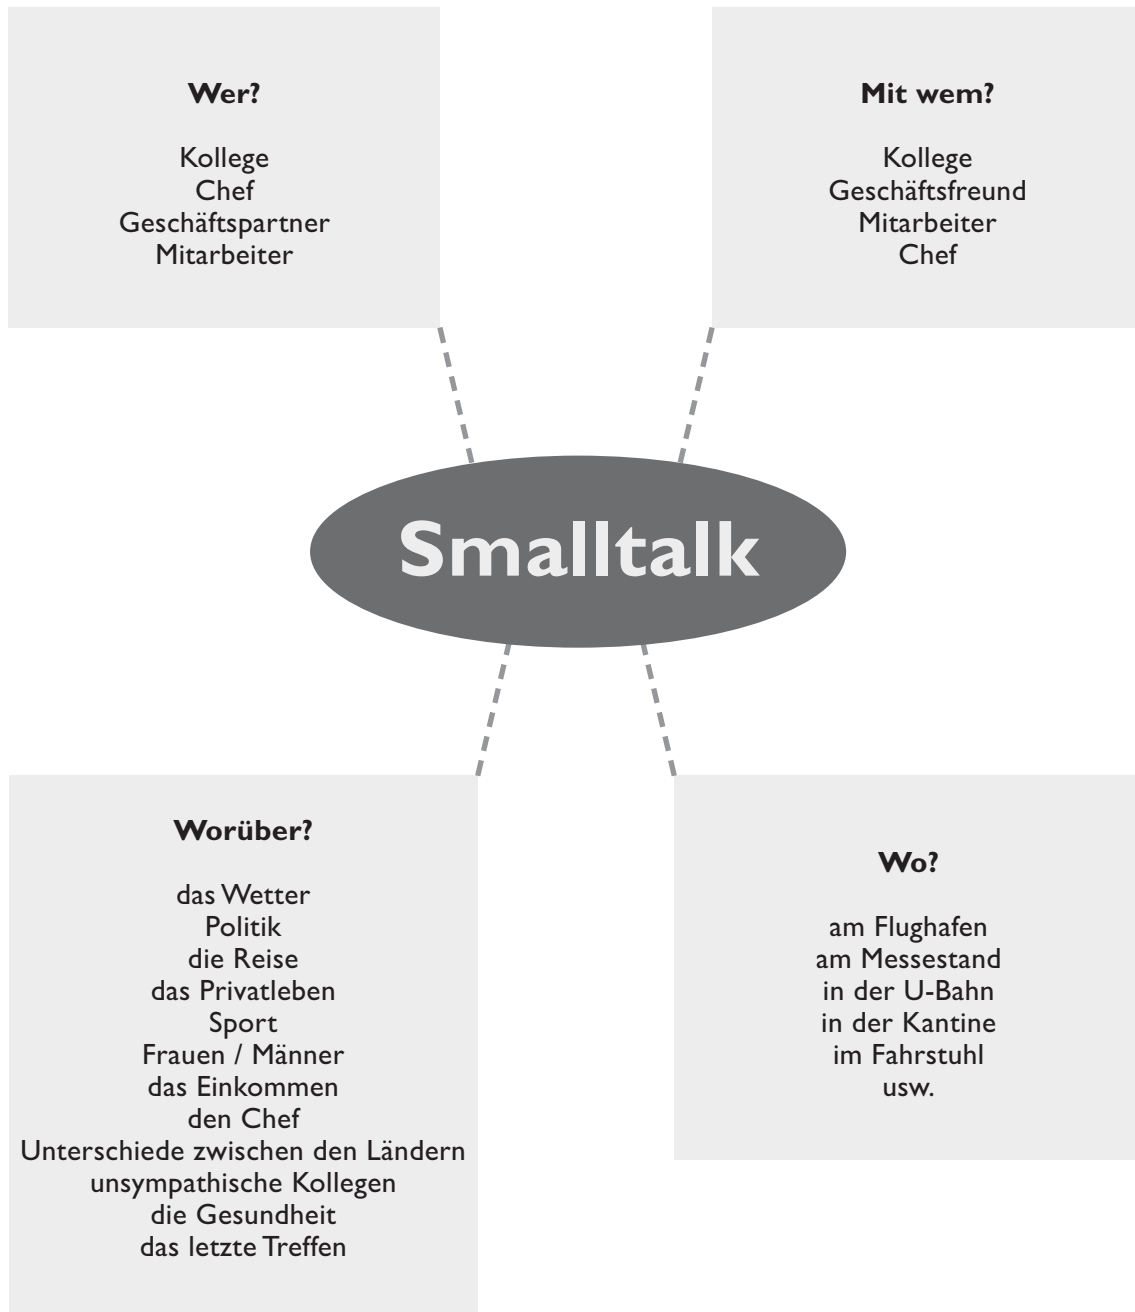 Wer?
Kollege
Chef
Geschäftspartner
Mitarbeiter
Mit wem?
Kollege
Geschäftsfreund
Mitarbeiter
Chef
Smalltalk
Worüber?
das Wetter
Politik
die Reise
das Privatleben
Sport
Frauen / Männer
das Einkommen
den Chef
Unterschiede zwischen den Ländern
unsympathische Kollegen
die Gesundheit
das letzte Treffen
Wo?
am Flughafen
am Messestand
in der U-Bahn
in der Kantine
im Fahrstuhl
usw.